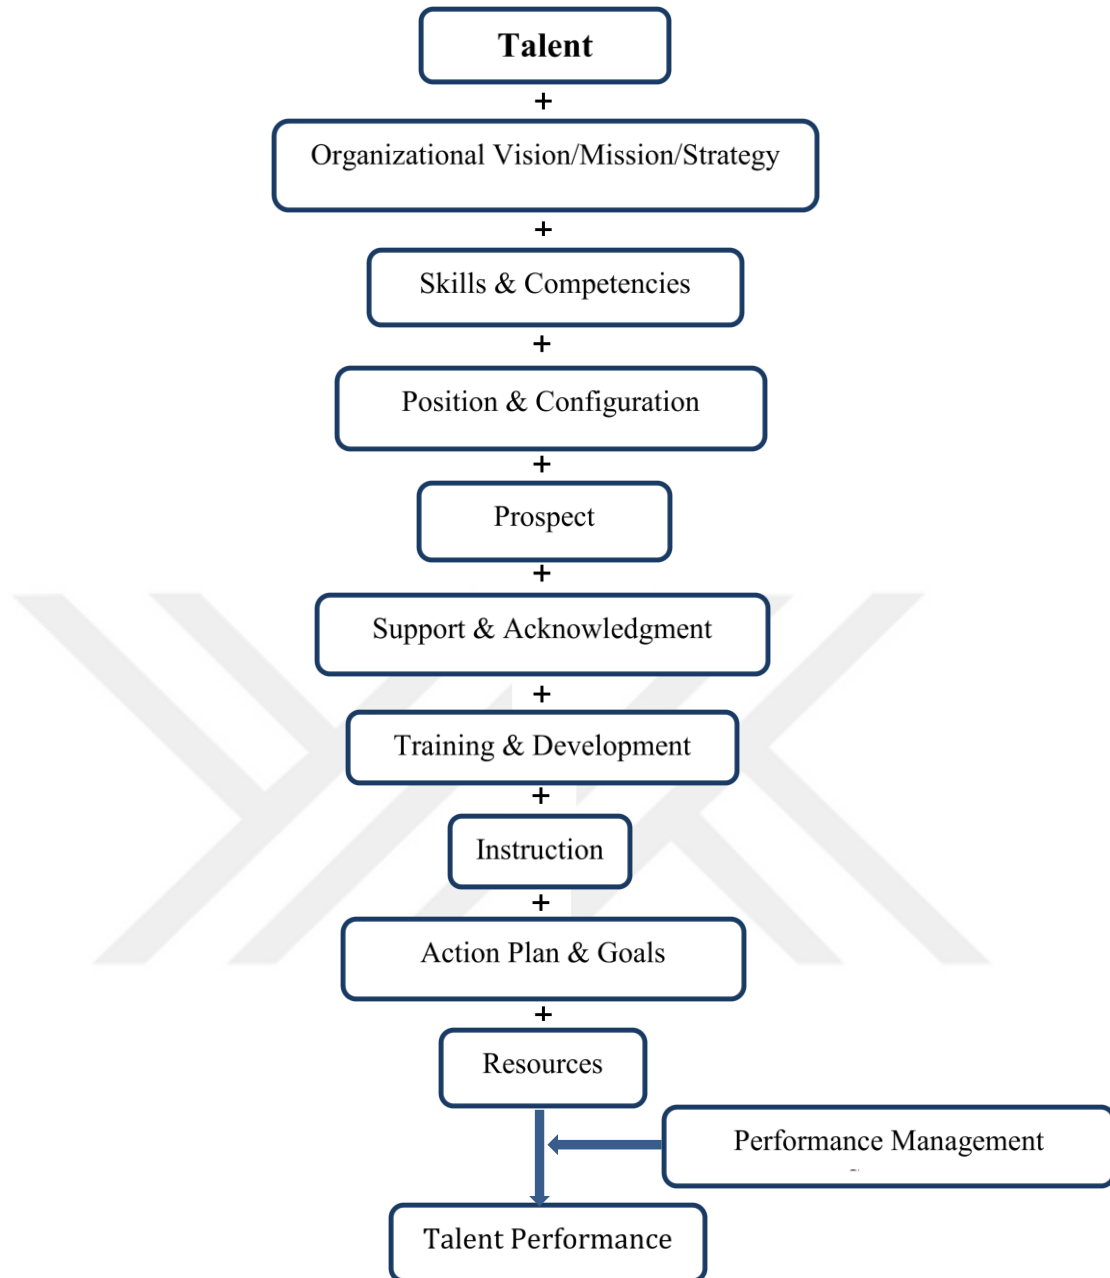 Talent
+
Organizational Vision/Mission/Strategy
+
Skills & Competencies
+
Position & Configuration
+
Prospect
+
Support & Acknowledgment
+
Training & Development
+
Instruction
+
Action Plan & Goals
+
Resources
Performance Management
Talent Performance